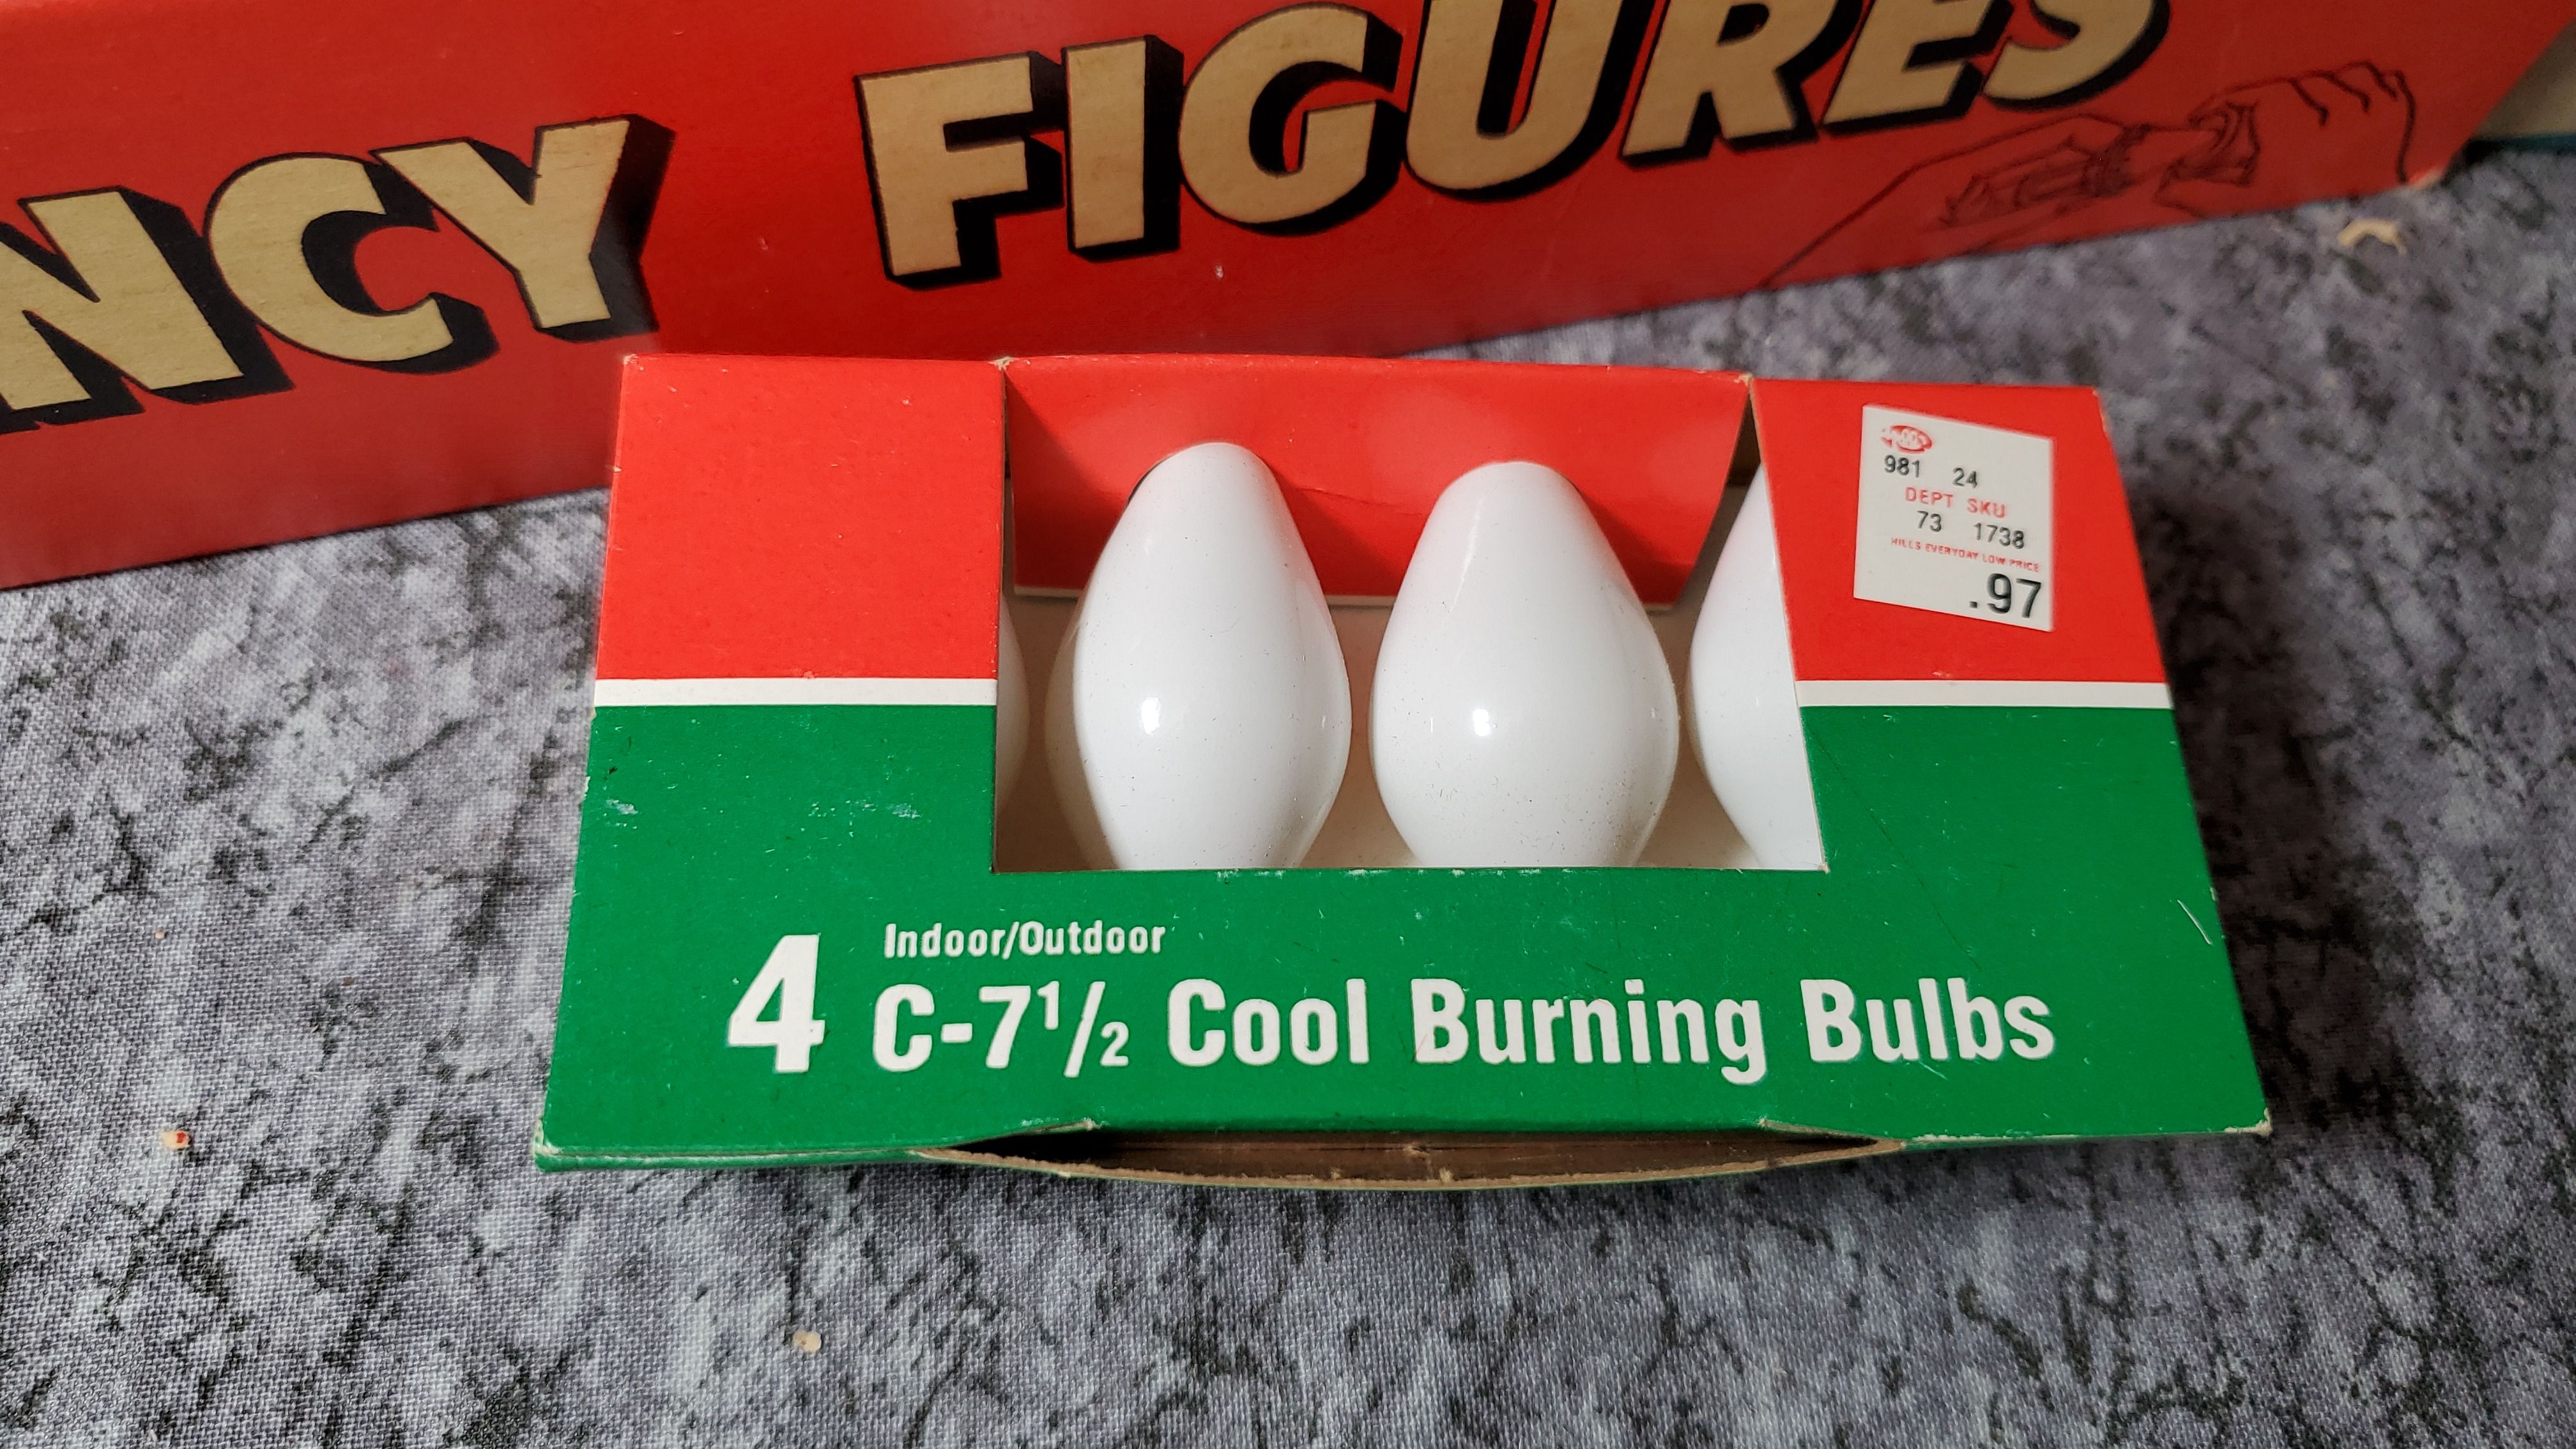 NCY FIGURES
Hills
981 24
DEPT SKU
73 1738
HILLS EVERYDAY LOW PRICE
.97
Indoor/Outdoor
4 C-7½ Cool Burning Bulbs